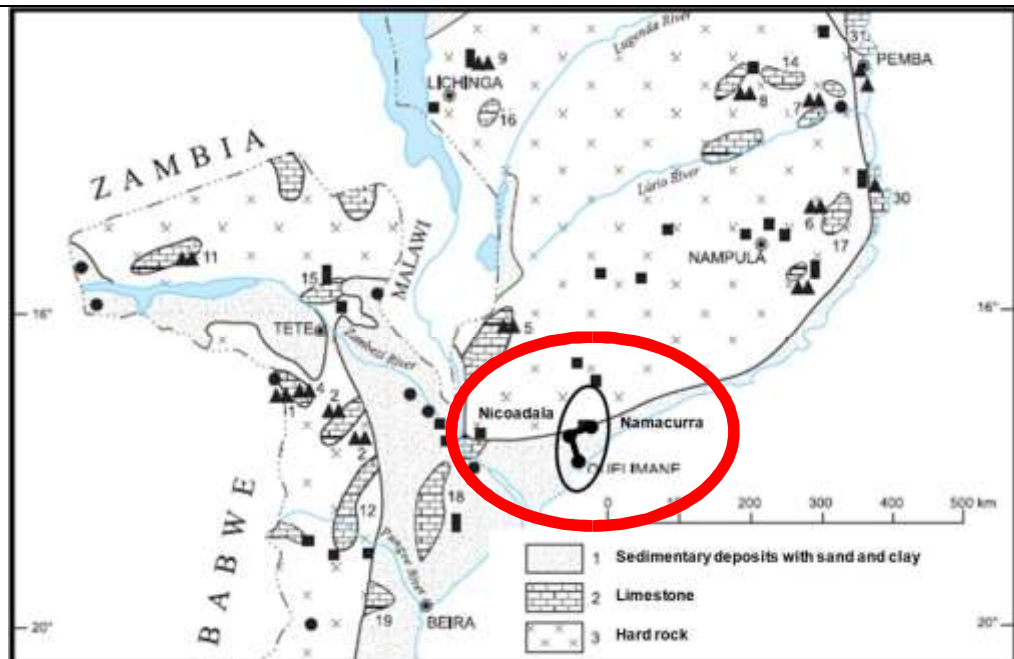 Lugenda River
31
PEMBA
9
14
LICHINGA
8
7
16
ZAMBIA
Lúrio River
30
MALAWI
6
17
11
NAMPULA
15
16°
TETE
Zambezi River
5
4
1
2
Nicoadala
Namacurra
2
QUELIMANE
18
0 100 200 300 400 500 km
12
BABWE
Pungwe River
1 Sedimentary deposits with sand and clay
2 Limestone
19
BEIRA
20°
3 Hard rock
20°
16°